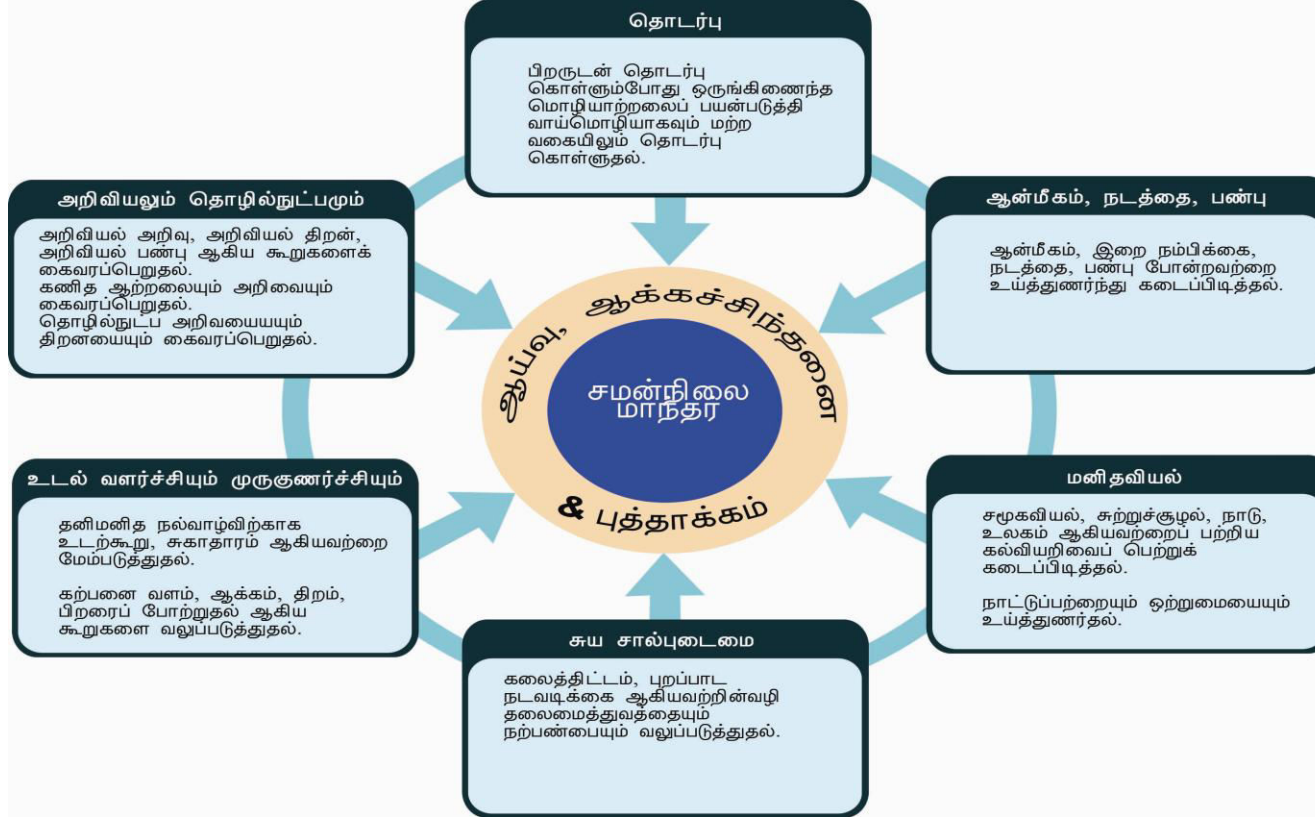 தொடர்பு
பிறருடன் தொடர்பு
கொள்ளும்போது ஒருங்கிணைந்த
மொழியாற்றலைப் பயன்படுத்தி
வாய்மொழியாகவும் மற்ற
வகையிலும் தொடர்பு
கொள்ளுதல்.
அறிவியலும் தொழில்நுட்பமும்
அறிவியல் அறிவு, அறிவியல் திறன்,
அறிவியல் பண்பு ஆகிய கூறுகளைக்
கைவரப்பெறுதல்.
கணித ஆற்றலையும் அறிவையும்
கைவரப்பெறுதல்.
தொழில்நுட்ப அறிவயையும்
திறனயையும் கைவரப்பெறுதல்.
ஆன்மீகம், நடத்தை, பண்பு
ஆன்மீகம், இறை நம்பிக்கை,
நடத்தை, பண்பு போன்றவற்றை
உய்த்துணர்ந்து கடைப்பிடித்தல்.
ஆய்வு, ஆக்கச்சிந்தனை
சமன்நிலை
மாந்தர்
& புத்தாக்கம்
உடல் வளர்ச்சியும் முருகுணர்ச்சியும்
தனிமனித நல்வாழ்விற்காக
உடற்கூறு, சுகாதாரம் ஆகியவற்றை
மேம்படுத்துதல்.
கற்பனை வளம், ஆக்கம், திறம்,
பிறரைப் போற்றுதல் ஆகிய
கூறுகளை வலுப்படுத்துதல்.
மனிதவியல்
சமூகவியல், சுற்றுச்சூழல், நாடு,
உலகம் ஆகியவற்றைப் பற்றிய
கல்வியறிவைப் பெற்றுக்
கடைப்பிடித்தல்.
நாட்டுப்பற்றையும் ஒற்றுமையையும்
உய்த்துணர்தல்.
சுய சால்புடைமை
கலைத்திட்டம், புறப்பாட
நடவடிக்கை ஆகியவற்றின்வழி
தலைமைத்துவத்தையும்
நற்பண்பையும் வலுப்படுத்துதல்.